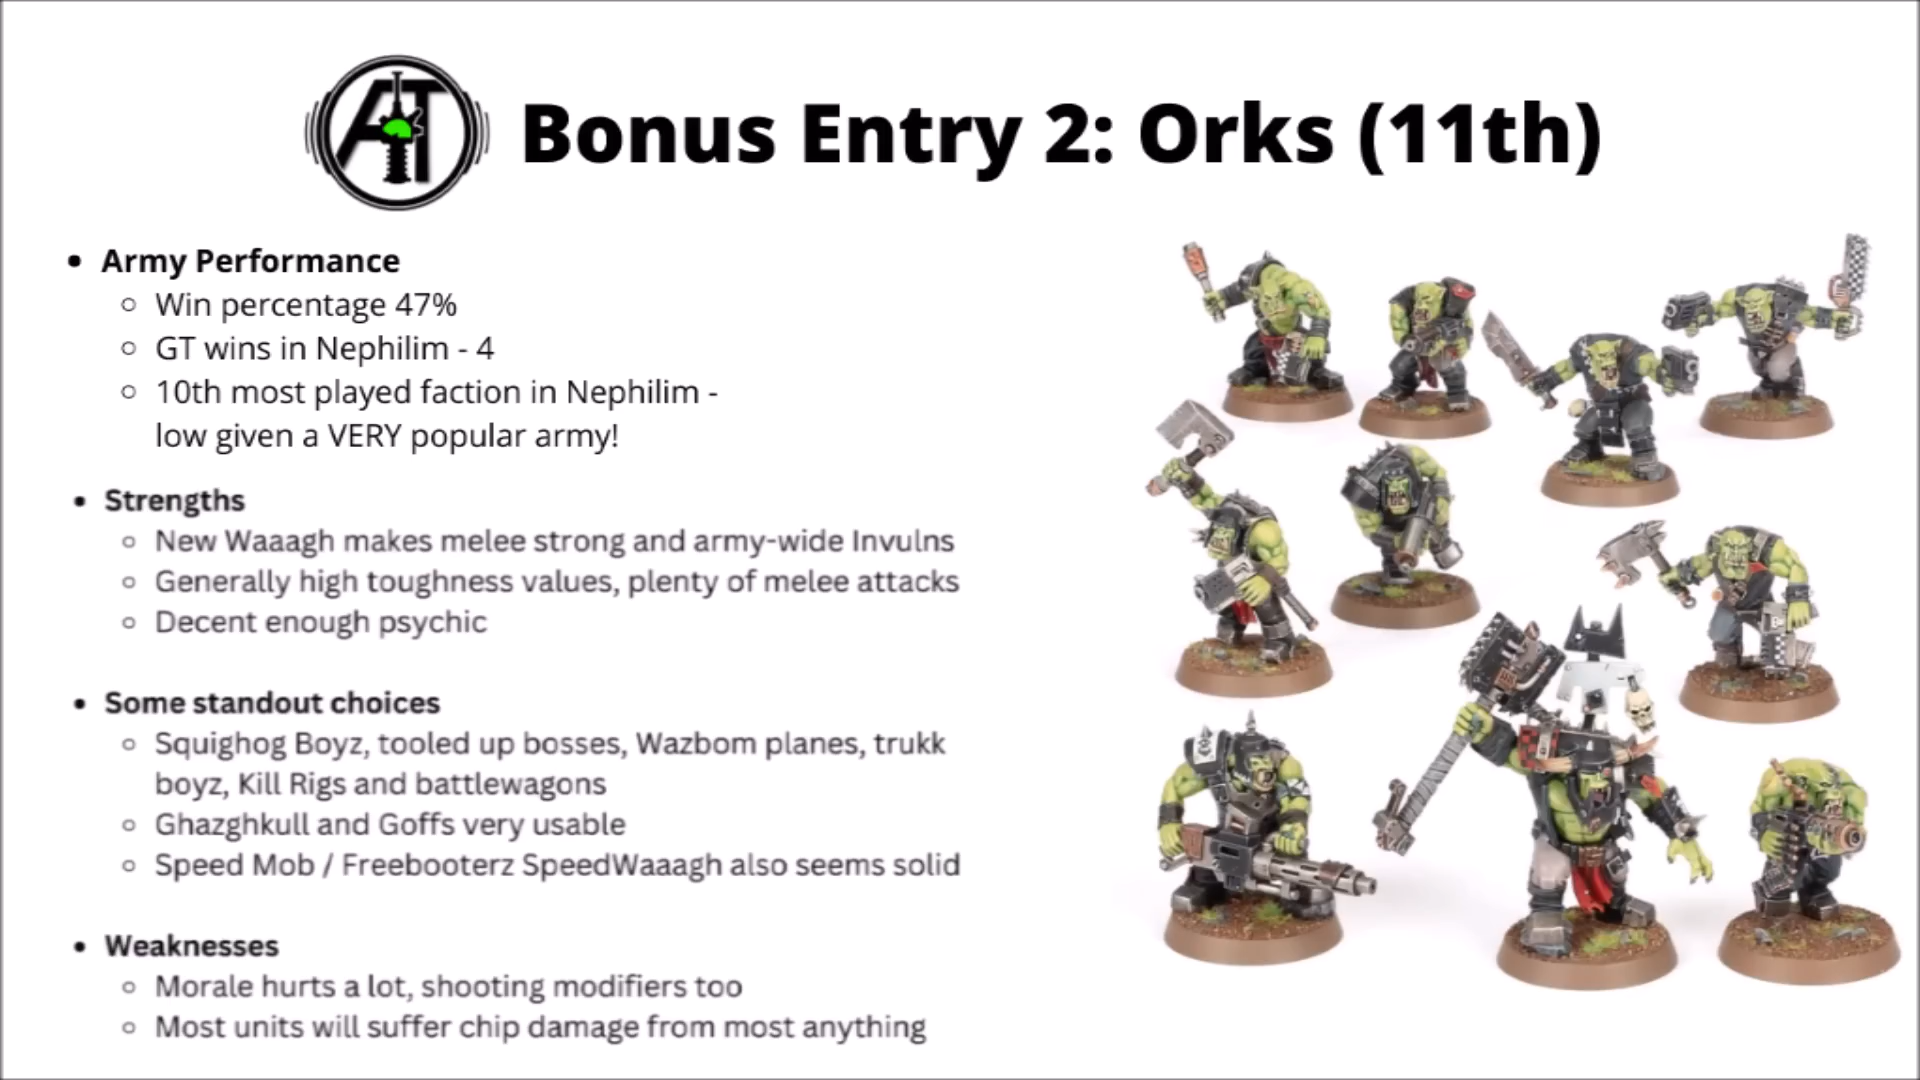 AT
Bonus Entry 2: Orks (11th)
• Army Performance
○ Win percentage 47%
○ GT wins in Nephilim - 4
○ 10th most played faction in Nephilim -
low given a VERY popular army!
• Strengths
○ New Waaagh makes melee strong and army-wide Invulns
○ Generally high toughness values, plenty of melee attacks
○ Decent enough psychic
• Some standout choices
○ Squighog Boyz, tooled up bosses, Wazbom planes, trukk
boyz, Kill Rigs and battlewagons
○ Ghazghkull and Goffs very usable
○ Speed Mob / Freebooterz SpeedWaaagh also seems solid
• Weaknesses
○ Morale hurts a lot, shooting modifiers too
○ Most units will suffer chip damage from most anything